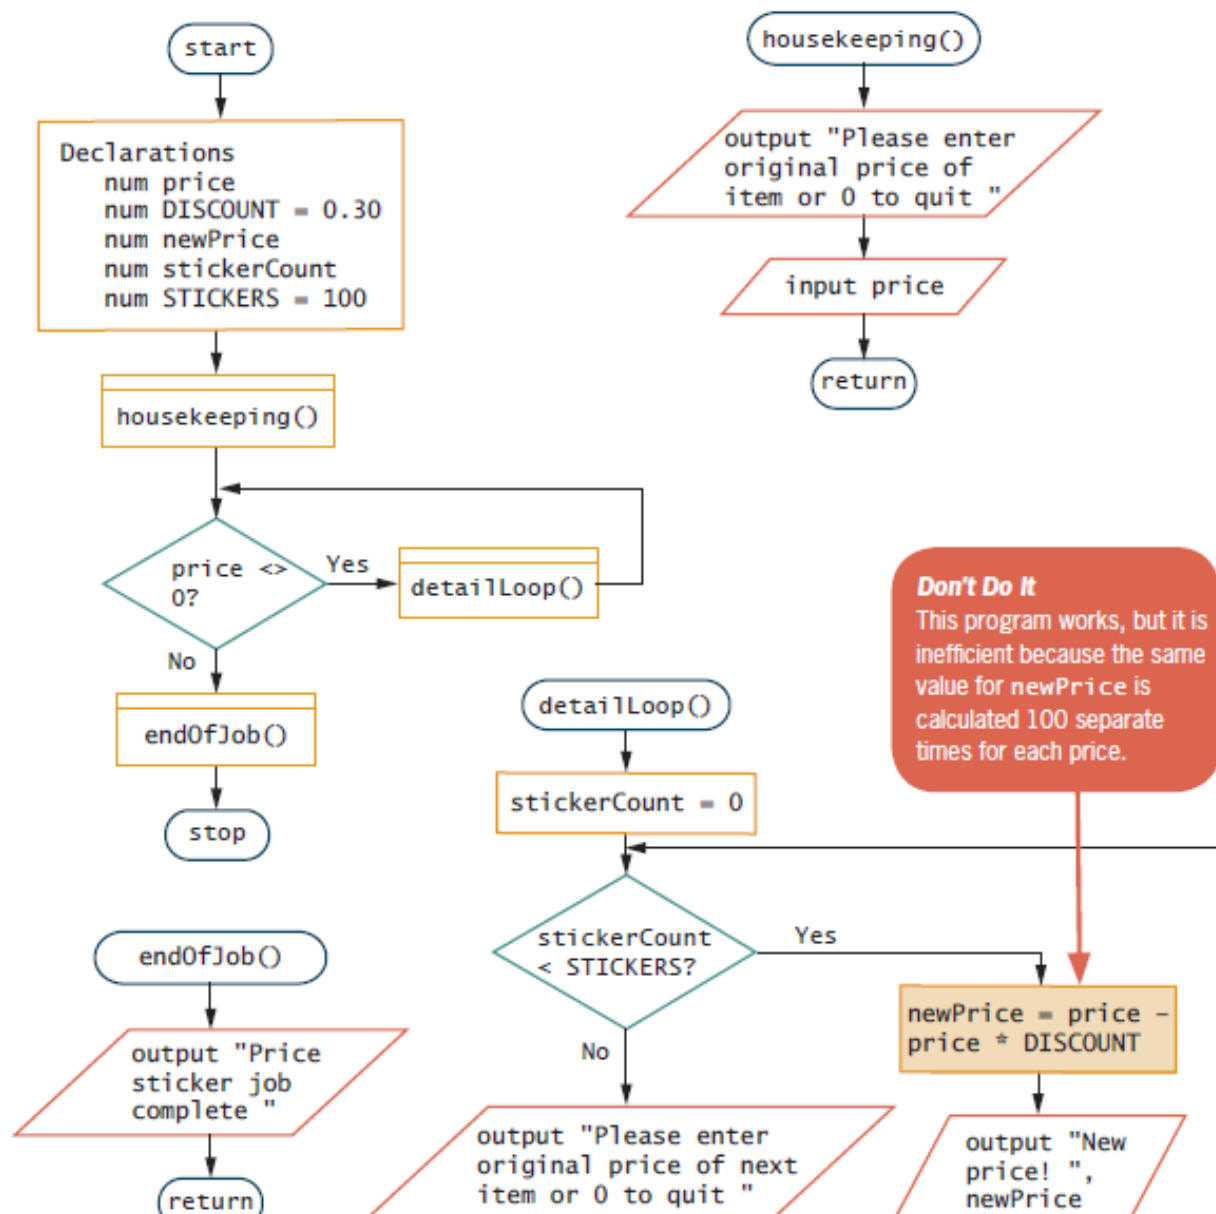 start
Declarations
num price
num DISCOUNT = 0.30
num newPrice
num stickerCount
num STICKERS = 100
housekeeping()
price <>
0?
Yes
detailLoop()
No
endOfJob()
stop
housekeeping()
output "Please enter
original price of
item or 0 to quit "
input price
return
endOfJob()
output "Price
sticker job
complete "
return
detailLoop()
stickerCount = 0
stickerCount
< STICKERS?
Yes
No
output "Please enter
original price of next
item or 0 to quit "
Don't Do It
This program works, but it is
inefficient because the same
value for newPrice is
calculated 100 separate
times for each price.
newPrice = price –
price * DISCOUNT
output "New
price! ",
newPrice